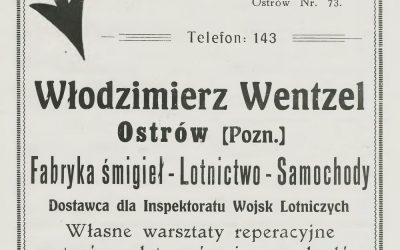 Ostrów Nr. 73.
Telefon: 143
Włodzimierz Wentzel
Ostrów [Pozn.]
Fabryka śmigieł - Lotnictwo - Samochody
Dostawca dla Inspektoratu Wojsk Lotniczych
Własne warsztaty reperacyjne